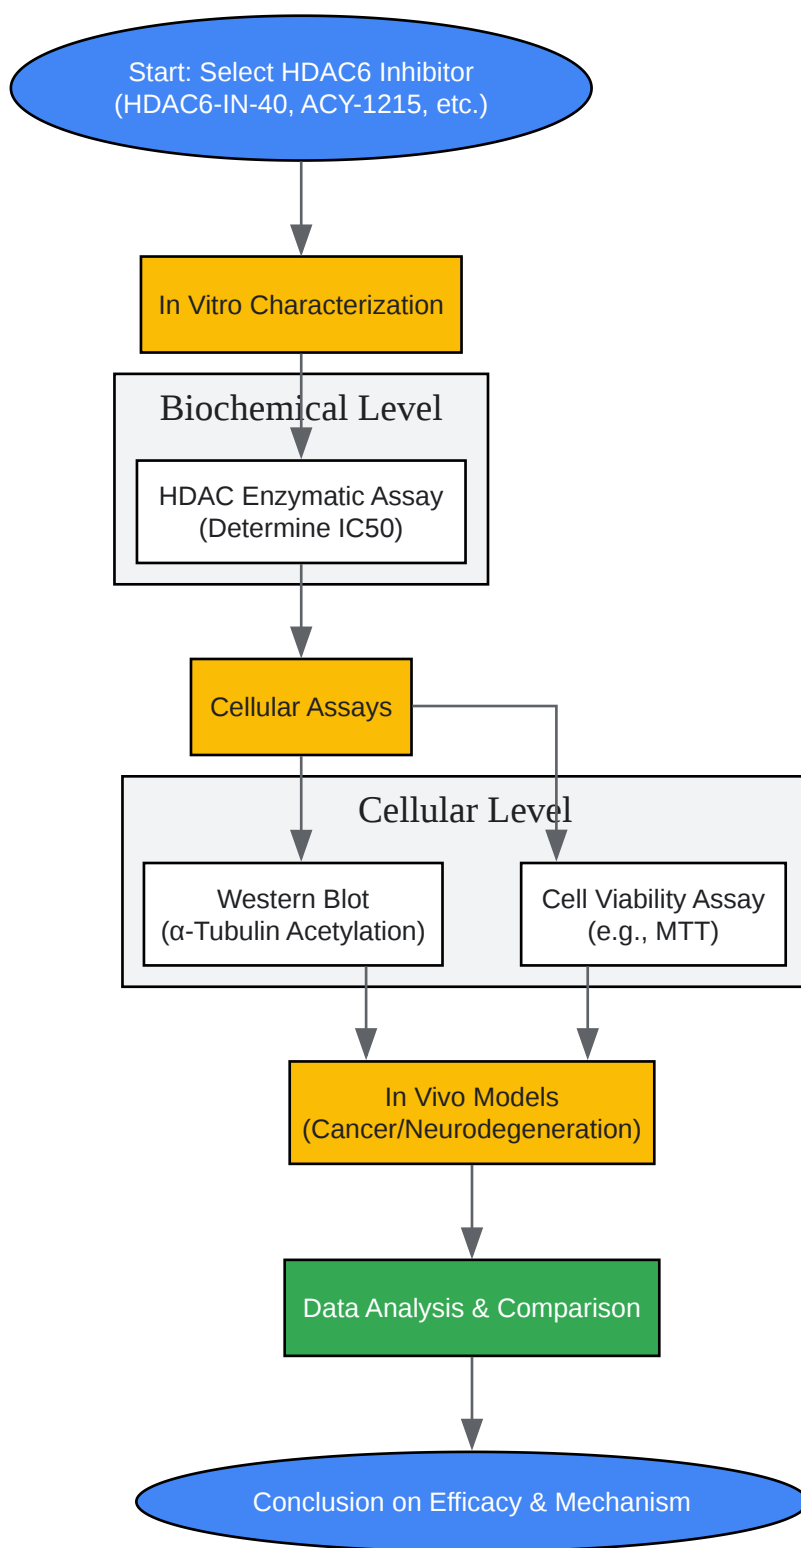 Start: Select HDAC6 Inhibitor
(HDAC6-IN-40, ACY-1215, etc.)
In Vitro Characterization
Biochemical Level
HDAC Enzymatic Assay
(Determine IC50)
Cellular Assays
Cellular Level
Western Blot
(α-Tubulin Acetylation)
Cell Viability Assay
(e.g., MTT)
In Vivo Models
(Cancer/Neurodegeneration)
Data Analysis & Comparison
Conclusion on Efficacy & Mechanism